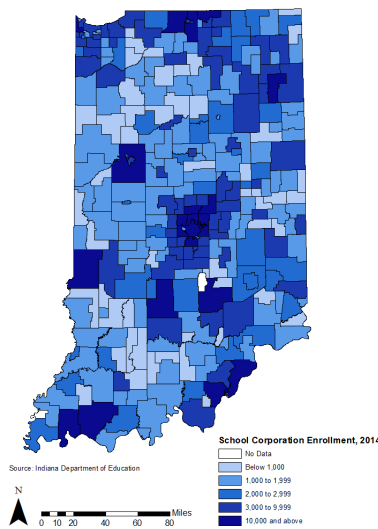 School Corporation Enrollment, 2014
No Data
Below 1,000
1,000 to 1,999
2,000 to 2,999
3,000 to 9,999
10,000 and above
Source: Indiana Department of Education
N
Miles
0 10 20 40 60 80